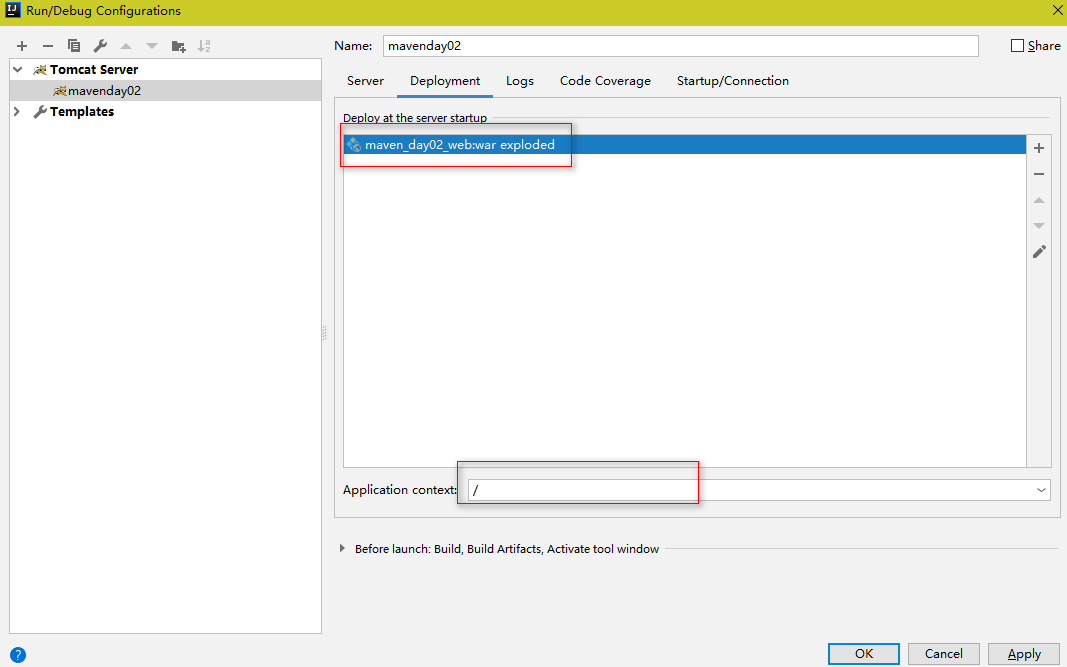 Run/Debug Configurations
Name: mavenday02 Share
Tomcat Server
mavenday02
Templates
Server Deployment Logs Code Coverage Startup/Connection
Deploy at the server startup
maven_day02_web:war exploded
Application context: /
Before launch: Build, Build Artifacts, Activate tool window
? OK Cancel Apply